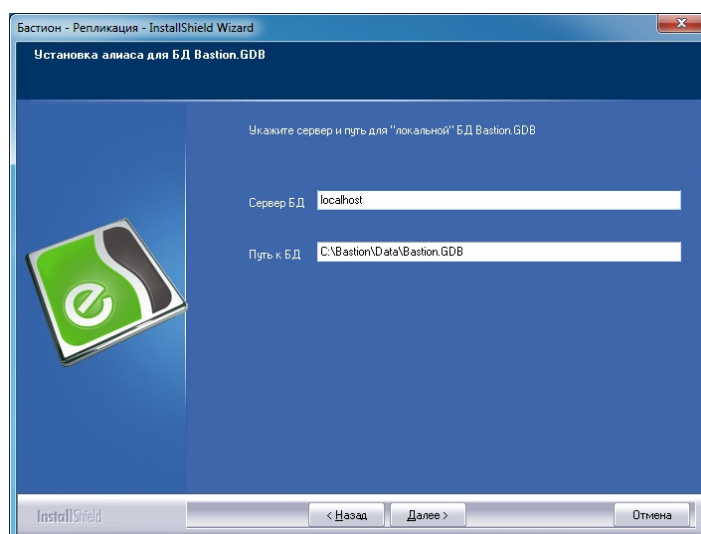 Бастион - Репликация - InstallShield Wizard
Установка алиаса для БД Bastion.GDB
Укажите сервер и путь для "локальной" БД Bastion.GDB
Сервер БД localhost
Путь к БД C:\Bastion\Data\Bastion.GDB
InstallShield
< Назад Далее > Отмена